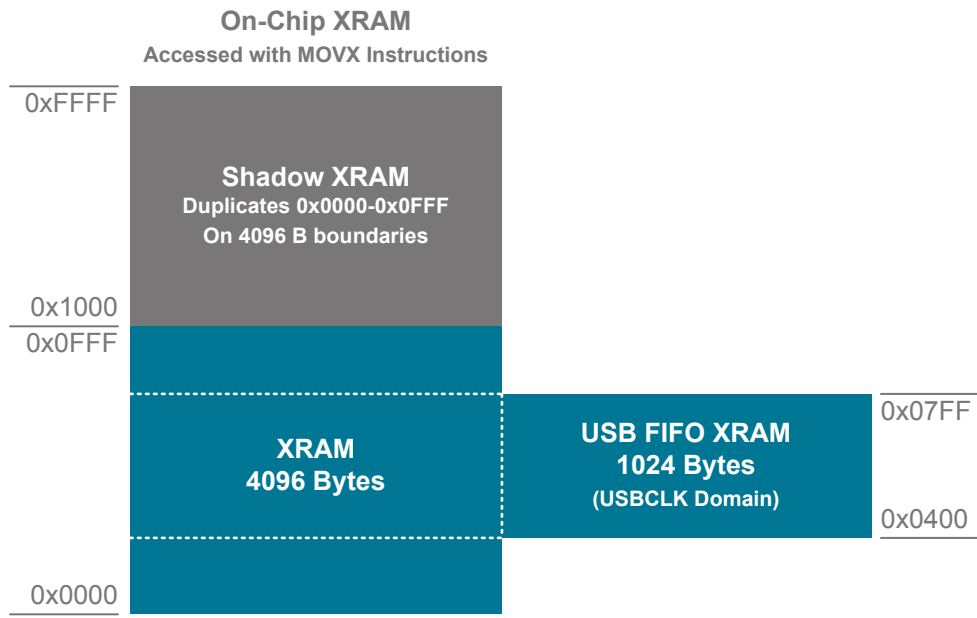 On-Chip XRAM
Accessed with MOVX Instructions
0xFFFF
Shadow XRAM
Duplicates 0x0000-0x0FFF
On 4096 B boundaries
0x1000
0x0FFF
XRAM
4096 Bytes
USB FIFO XRAM
1024 Bytes
(USBCLK Domain)
0x07FF
0x0400
0x0000